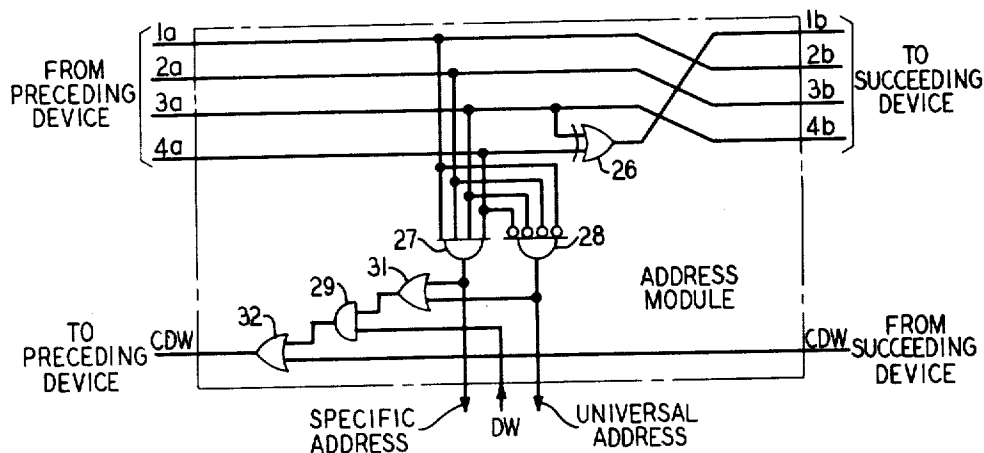 1a
1b
FROM
PRECEDING
DEVICE
2a
2b
TO
SUCCEEDING
DEVICE
3a
3b
4a
4b
26
27
28
31
29
32
ADDRESS
MODULE
TO
PRECEDING
DEVICE
CDW
CDW
FROM
SUCCEEDING
DEVICE
SPECIFIC
ADDRESS
DW
UNIVERSAL
ADDRESS